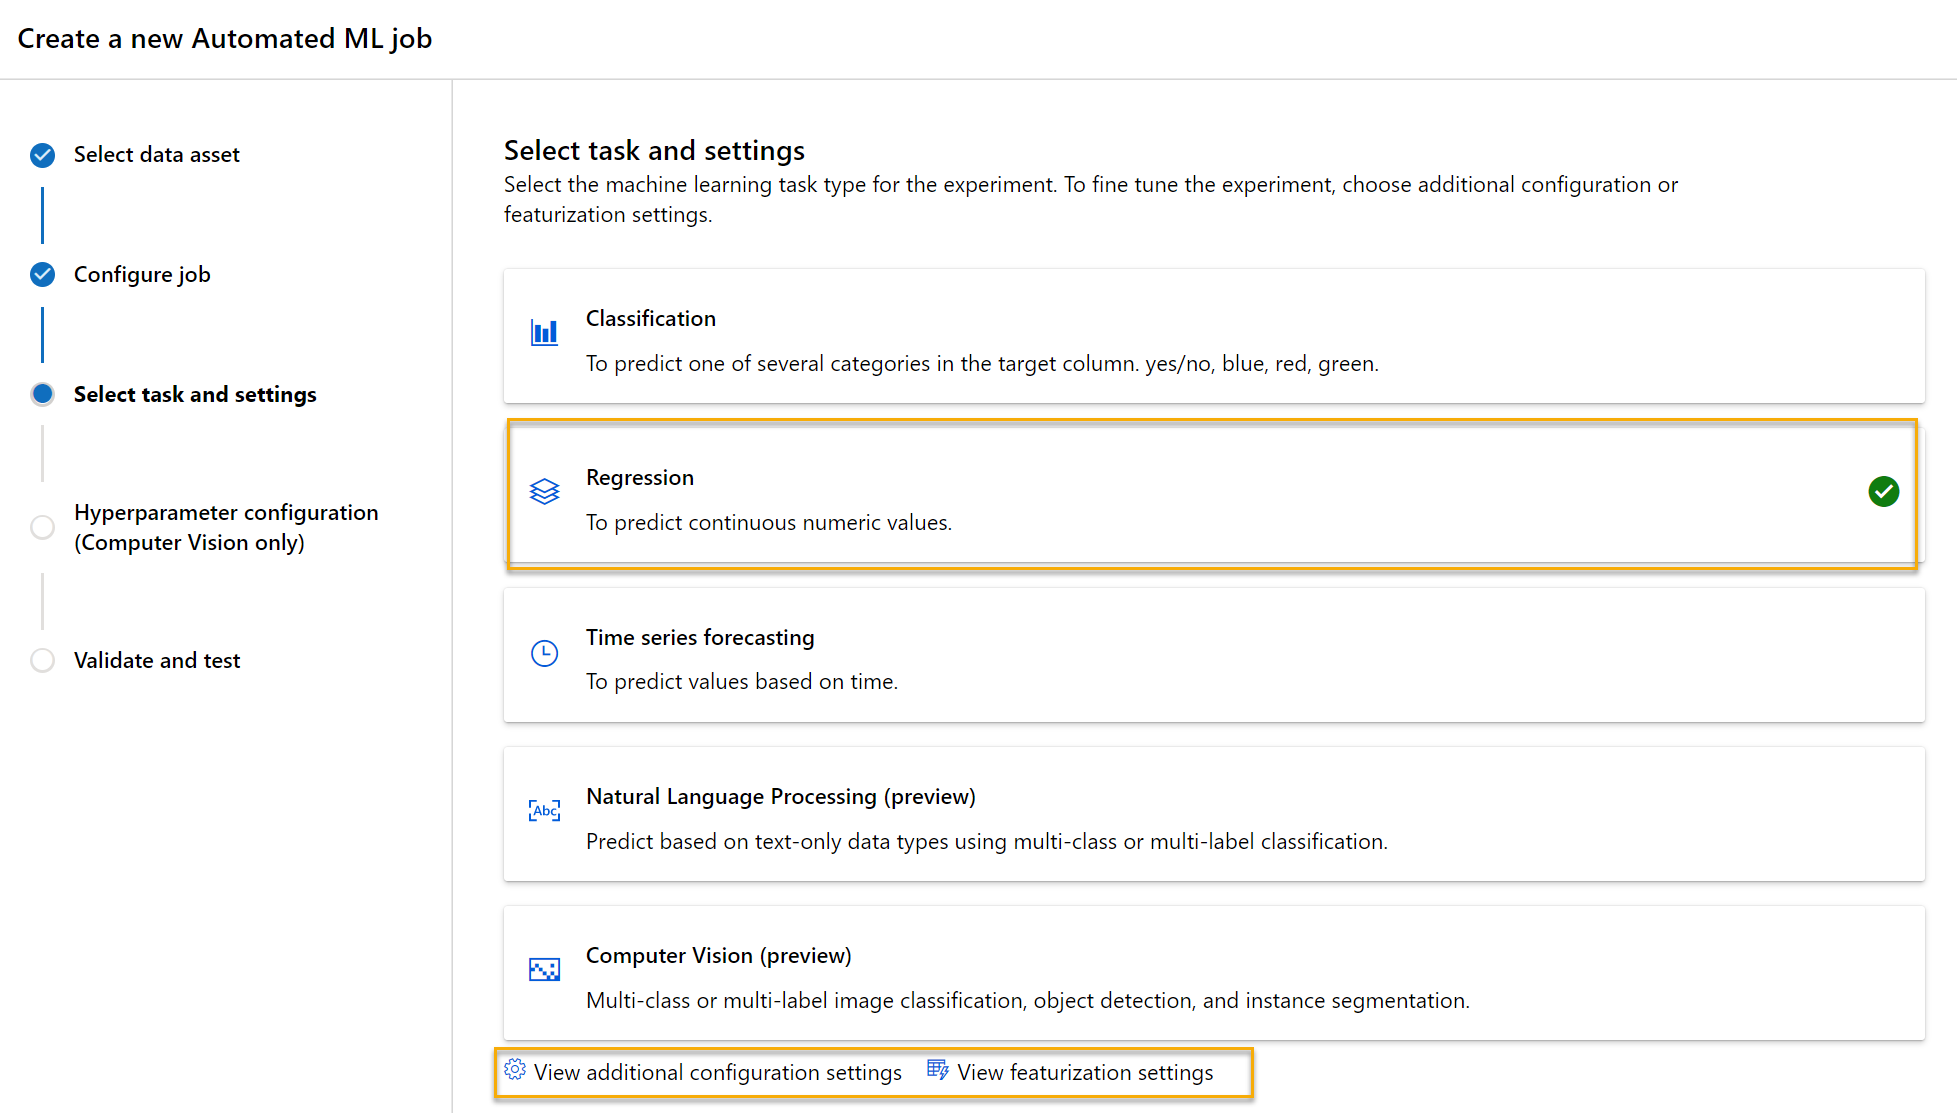 Create a new Automated ML job
Select data asset
Configure job
Select task and settings
Hyperparameter configuration
(Computer Vision only)
Validate and test
Select task and settings
Select the machine learning task type for the experiment. To fine tune the experiment, choose additional configuration or
featurization settings.
Classification
To predict one of several categories in the target column. yes/no, blue, red, green.
Regression
To predict continuous numeric values.
Time series forecasting
To predict values based on time.
Abc
Natural Language Processing (preview)
Predict based on text-only data types using multi-class or multi-label classification.
Computer Vision (preview)
Multi-class or multi-label image classification, object detection, and instance segmentation.
View additional configuration settings View featurization settings